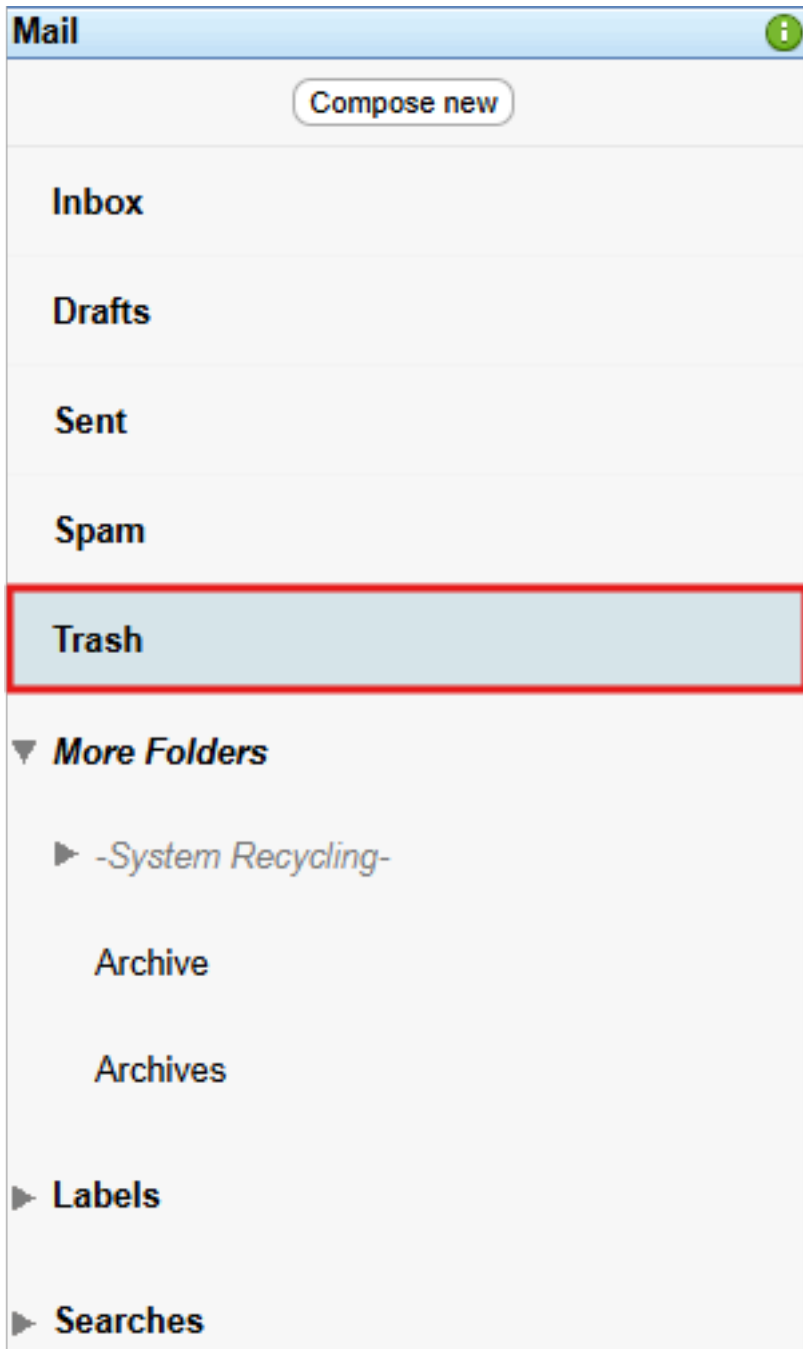 Mail
Compose new
Inbox
Drafts
Sent
Spam
Trash
More Folders
-System Recycling-
Archive
Archives
Labels
Searches